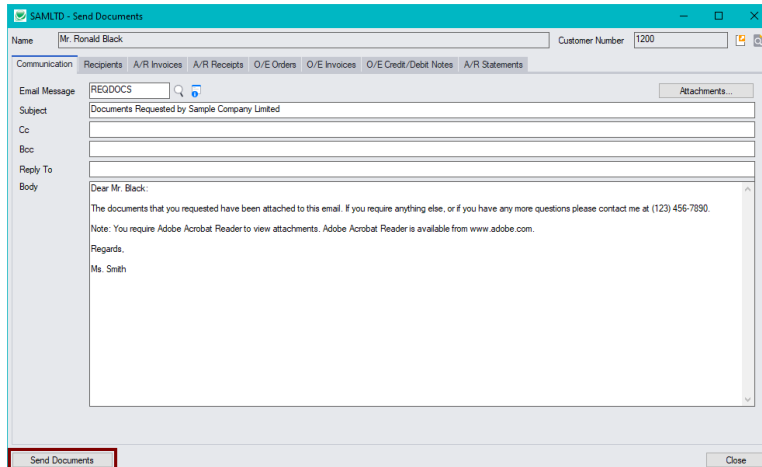 SAMLTD - Send Documents
Name Mr. Ronald Black Customer Number 1200
Communication Recipients A/R Invoices A/R Receipts O/E Orders O/E Invoices O/E Credit/Debit Notes A/R Statements
Email Message REQDOCS Attachments...
Subject Documents Requested by Sample Company Limited
Cc
Bcc
Reply To
Body Dear Mr. Black:
The documents that you requested have been attached to this email. If you require anything else, or if you have any more questions please contact me at (123) 456-7890.
Note: You require Adobe Acrobat Reader to view attachments. Adobe Acrobat Reader is available from www.adobe.com.
Regards,
Ms. Smith
Send Documents Close